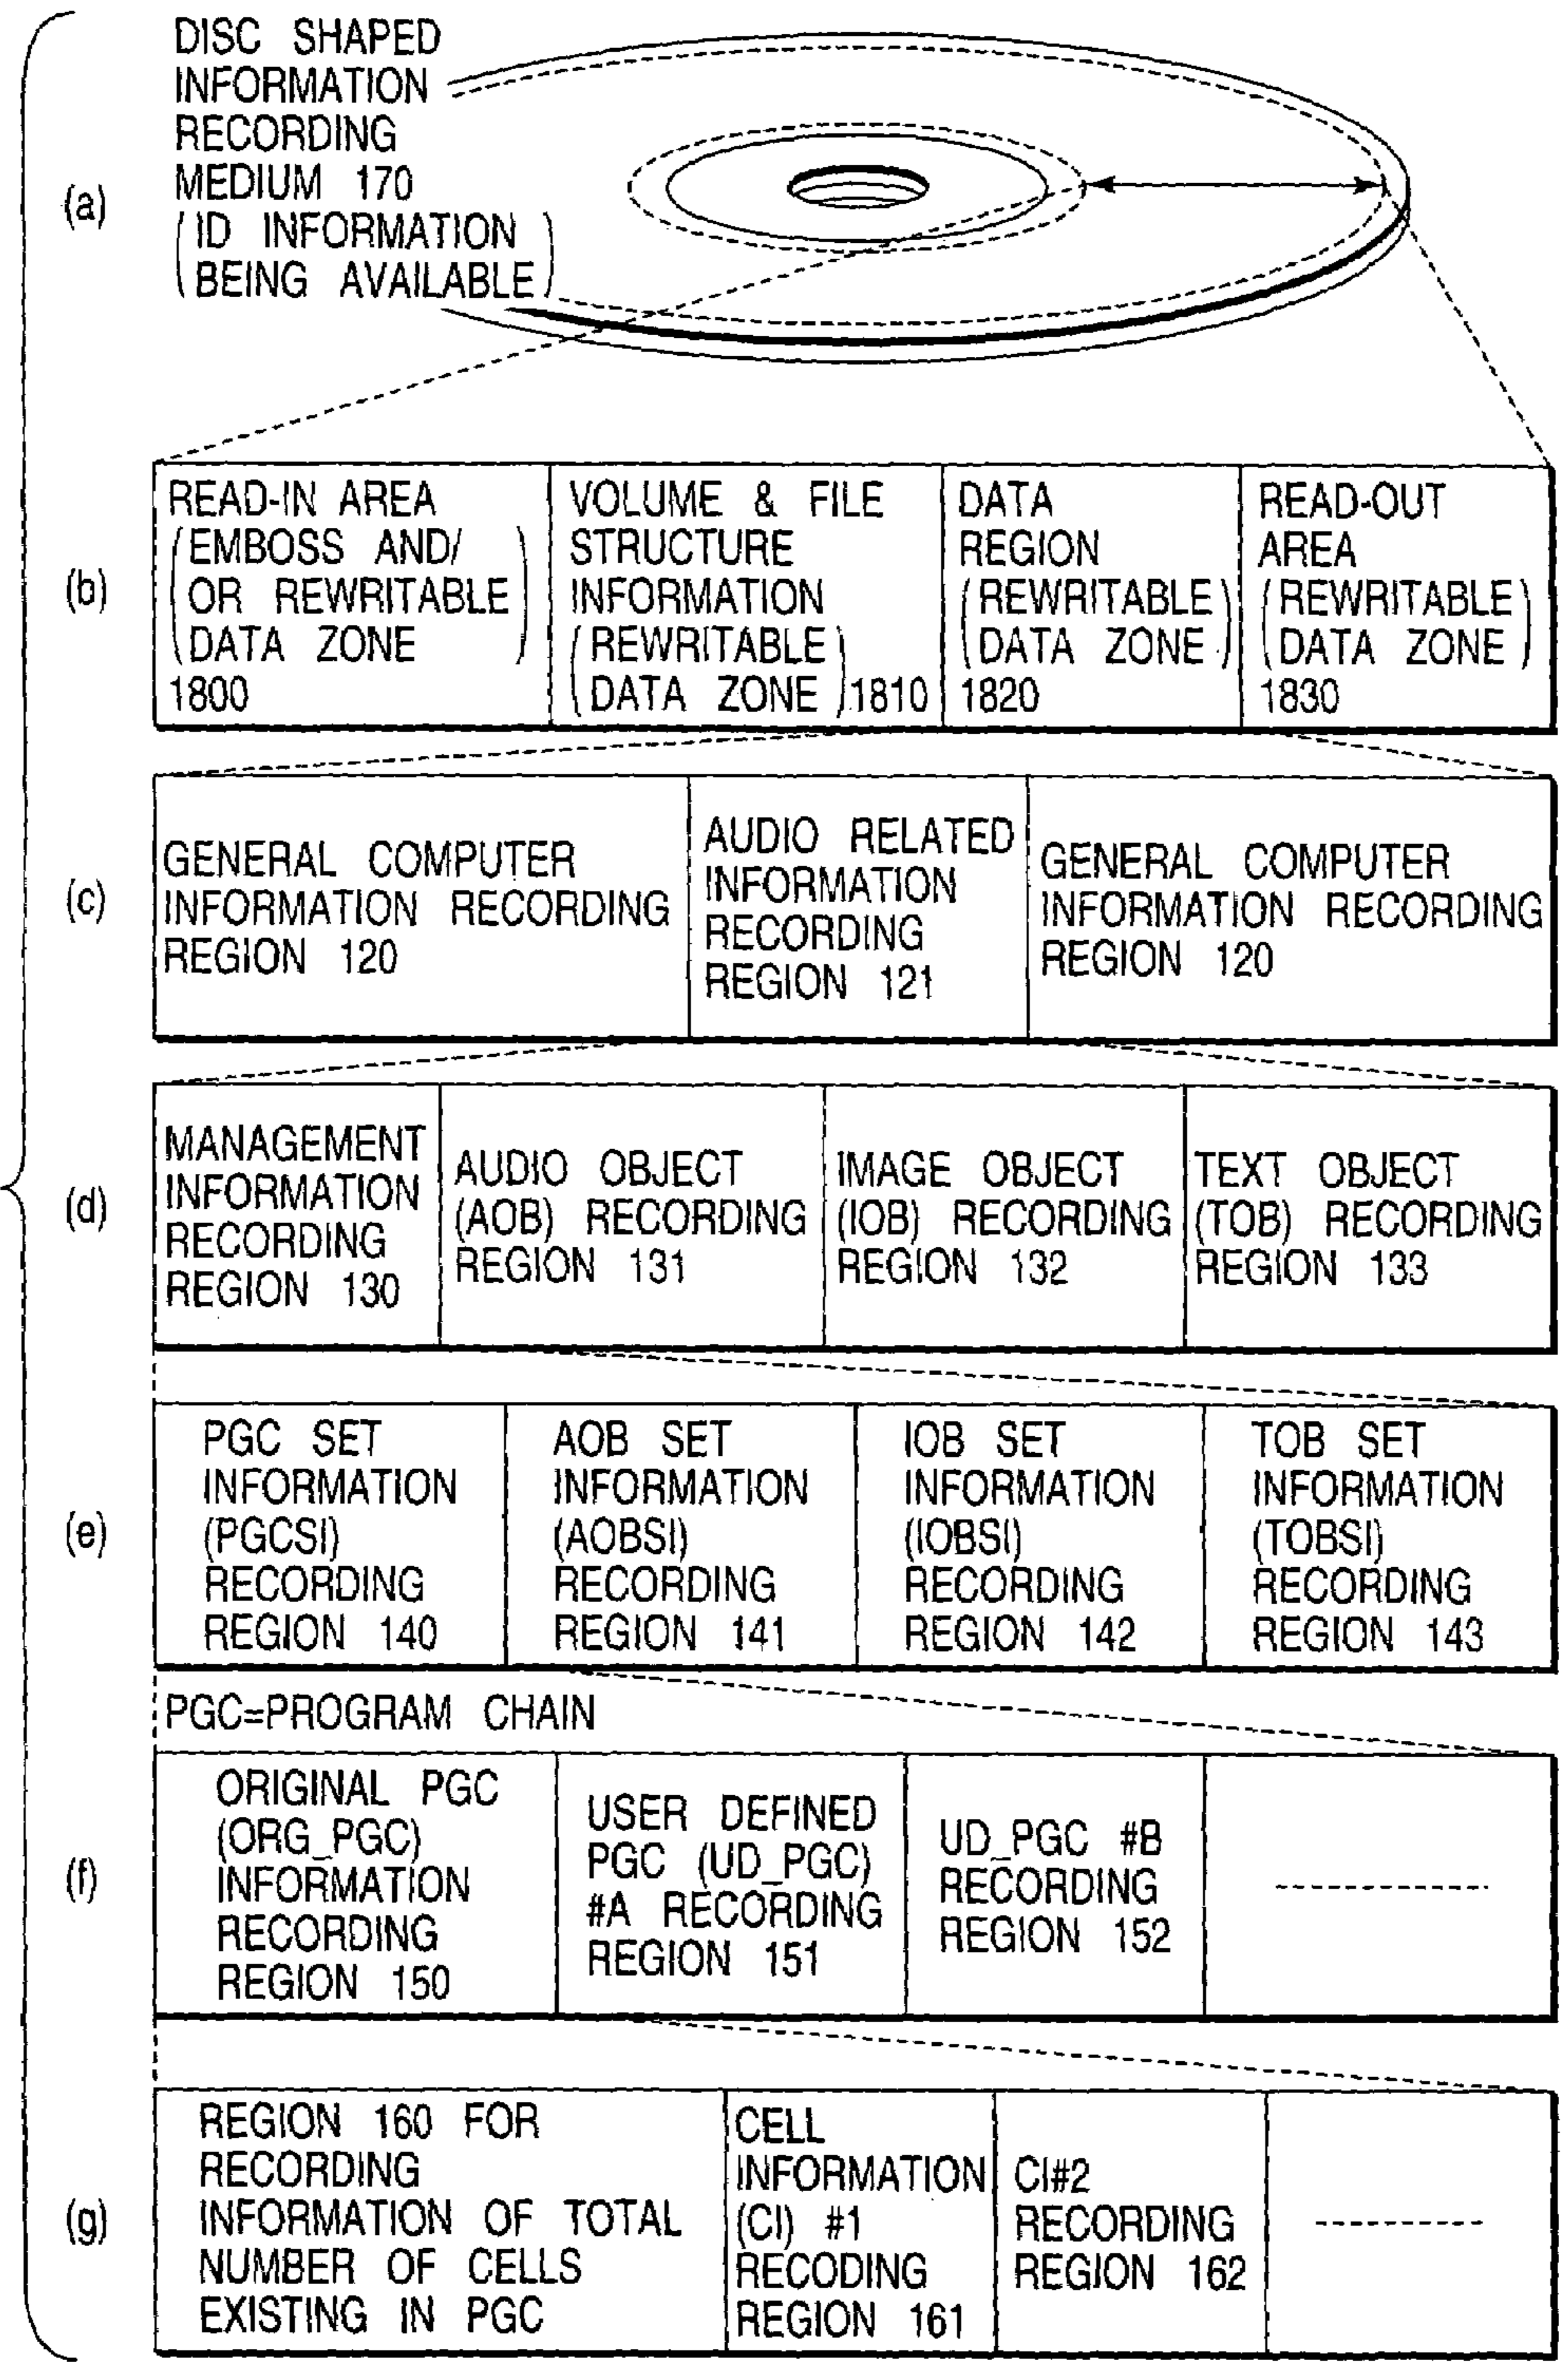 (a)
DISC SHAPED
INFORMATION
RECORDING
MEDIUM 170
(ID INFORMATION
BEING AVAILABLE)
(b)
READ-IN AREA
(EMBOSS AND/
OR REWRITABLE
DATA ZONE)
1800
VOLUME & FILE
STRUCTURE
INFORMATION
(REWRITABLE
DATA ZONE) 1810
DATA
REGION
(REWRITABLE
DATA ZONE)
1820
READ-OUT
AREA
(REWRITABLE
DATA ZONE)
1830
(c)
GENERAL COMPUTER
INFORMATION RECORDING
REGION 120
AUDIO RELATED
INFORMATION
RECORDING
REGION 121
GENERAL COMPUTER
INFORMATION RECORDING
REGION 120
(d)
MANAGEMENT
INFORMATION
RECORDING
REGION 130
AUDIO OBJECT
(AOB) RECORDING
REGION 131
IMAGE OBJECT
(IOB) RECORDING
REGION 132
TEXT OBJECT
(TOB) RECORDING
REGION 133
(e)
PGC SET
INFORMATION
(PGCSI)
RECORDING
REGION 140
AOB SET
INFORMATION
(AOBSI)
RECORDING
REGION 141
IOB SET
INFORMATION
(IOBSI)
RECORDING
REGION 142
TOB SET
INFORMATION
(TOBSI)
RECORDING
REGION 143
PGC=PROGRAM CHAIN
(f)
ORIGINAL PGC
(ORG_PGC)
INFORMATION
RECORDING
REGION 150
USER DEFINED
PGC (UD_PGC)
#A RECORDING
REGION 151
UD_PGC #B
RECORDING
REGION 152
(g)
REGION 160 FOR
RECORDING
INFORMATION OF TOTAL
NUMBER OF CELLS
EXISTING IN PGC
CELL
INFORMATION
(CI) #1
RECODING
REGION 161
CI#2
RECORDING
REGION 162